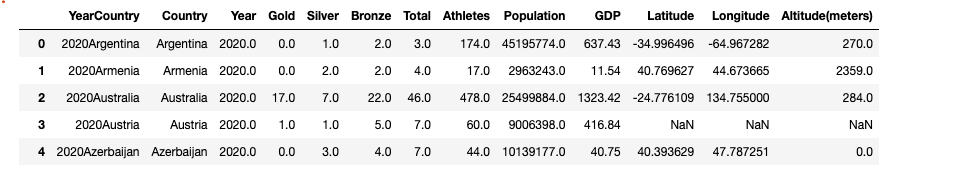 YearCountry Country Year Gold Silver Bronze Total Athletes Population GDP Latitude Longitude Altitude(meters)
0 2020Argentina Argentina 2020.0 0.0 1.0 2.0 3.0 174.0 45195774.0 637.43 -34.996496 -64.967282 270.0
1 2020Armenia Armenia 2020.0 0.0 2.0 2.0 4.0 17.0 2963243.0 11.54 40.769627 44.673665 2359.0
2 2020Australia Australia 2020.0 17.0 7.0 22.0 46.0 478.0 25499884.0 1323.42 -24.776109 134.755000 284.0
3 2020Austria Austria 2020.0 1.0 1.0 5.0 7.0 60.0 9006398.0 416.84 NaN NaN NaN
4 2020Azerbaijan Azerbaijan 2020.0 0.0 3.0 4.0 7.0 44.0 10139177.0 40.75 40.393629 47.787251 0.0